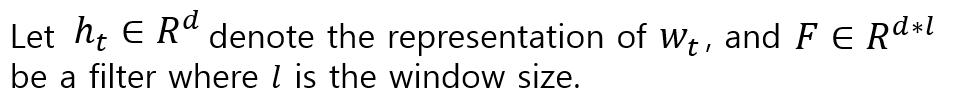 Let h_t ∈ R^d denote the representation of w_t, and F ∈ R^{d*l}
be a filter where l is the window size.